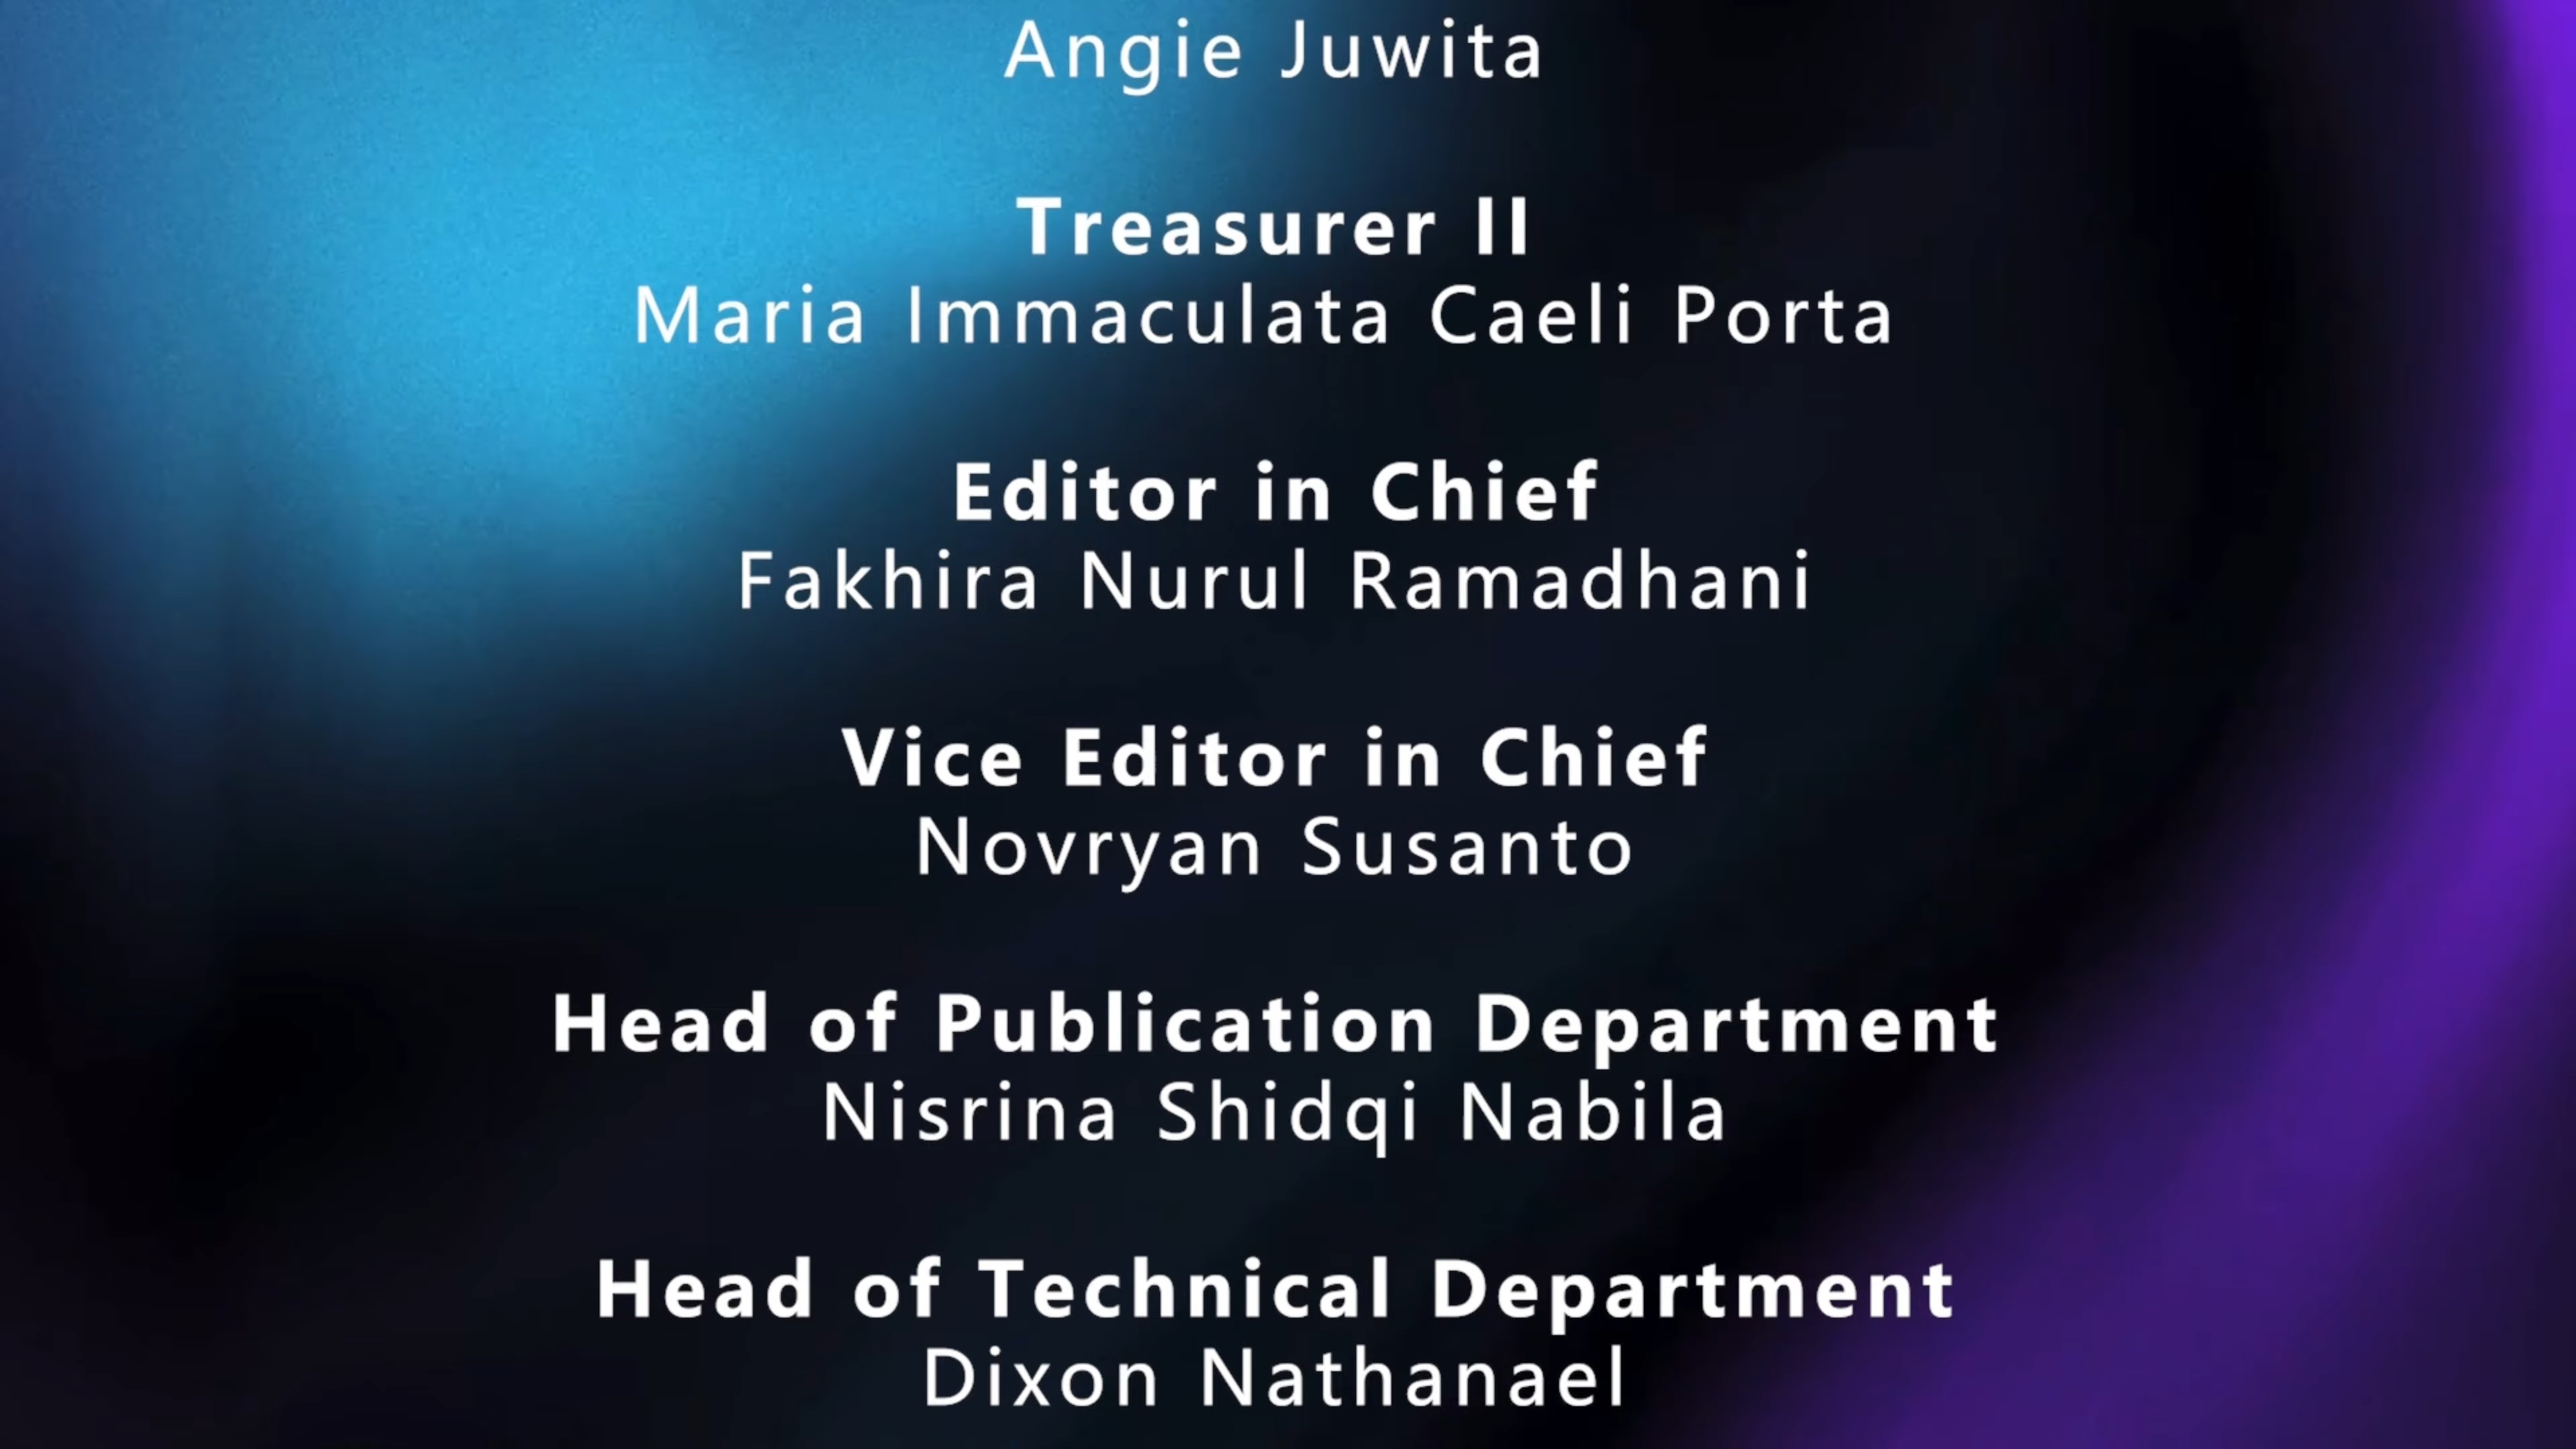 Angie Juwita
Treasurer II
Maria Immaculata Caeli Porta
Editor in Chief
Fakhira Nurul Ramadhani
Vice Editor in Chief
Novryan Susanto
Head of Publication Department
Nisrina Shidqi Nabila
Head of Technical Department
Dixon Nathanael